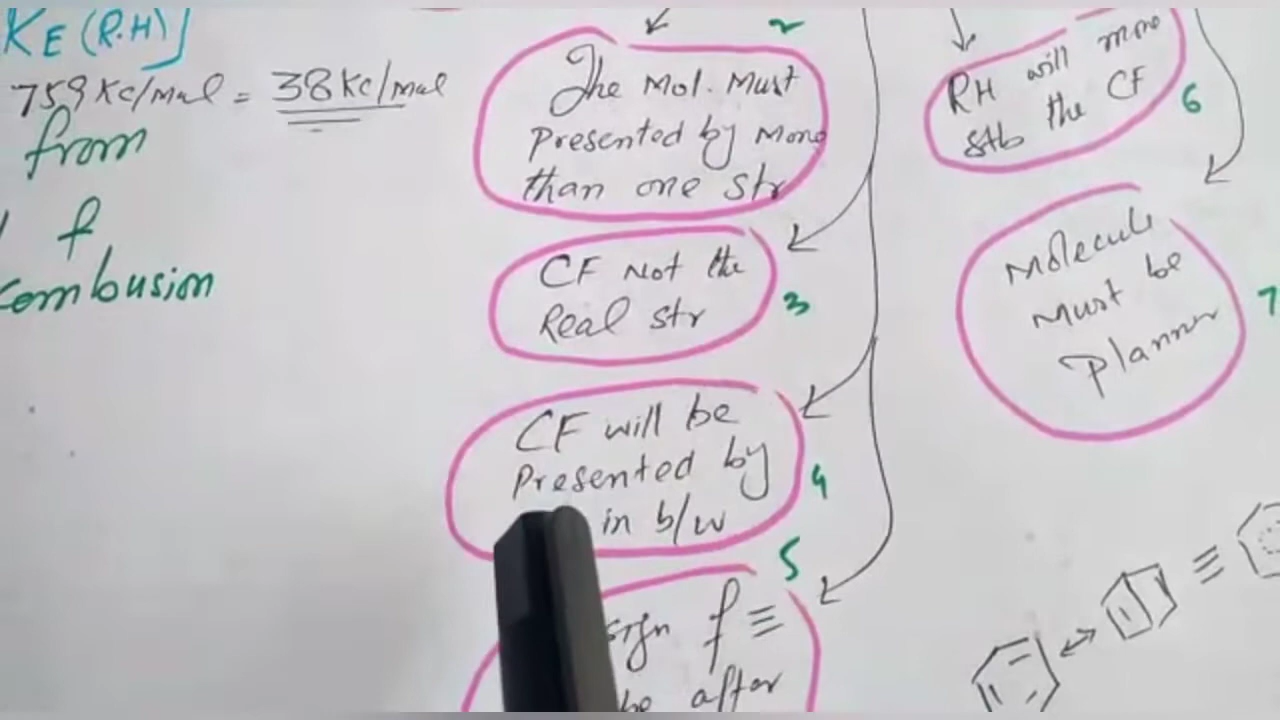 KE (R.H)]
759 Kc/mol = 38 Kc/mol
from
f
Combusion
2
The Mol. Must
Presented by more
than one str
CF Not the
Real str
3
CF will be
Presented by
in b/w
4
5
sign f ≡
be after
RH will more
stb the CF
6
Molecule
Must be
Planner
7
↔ ≡